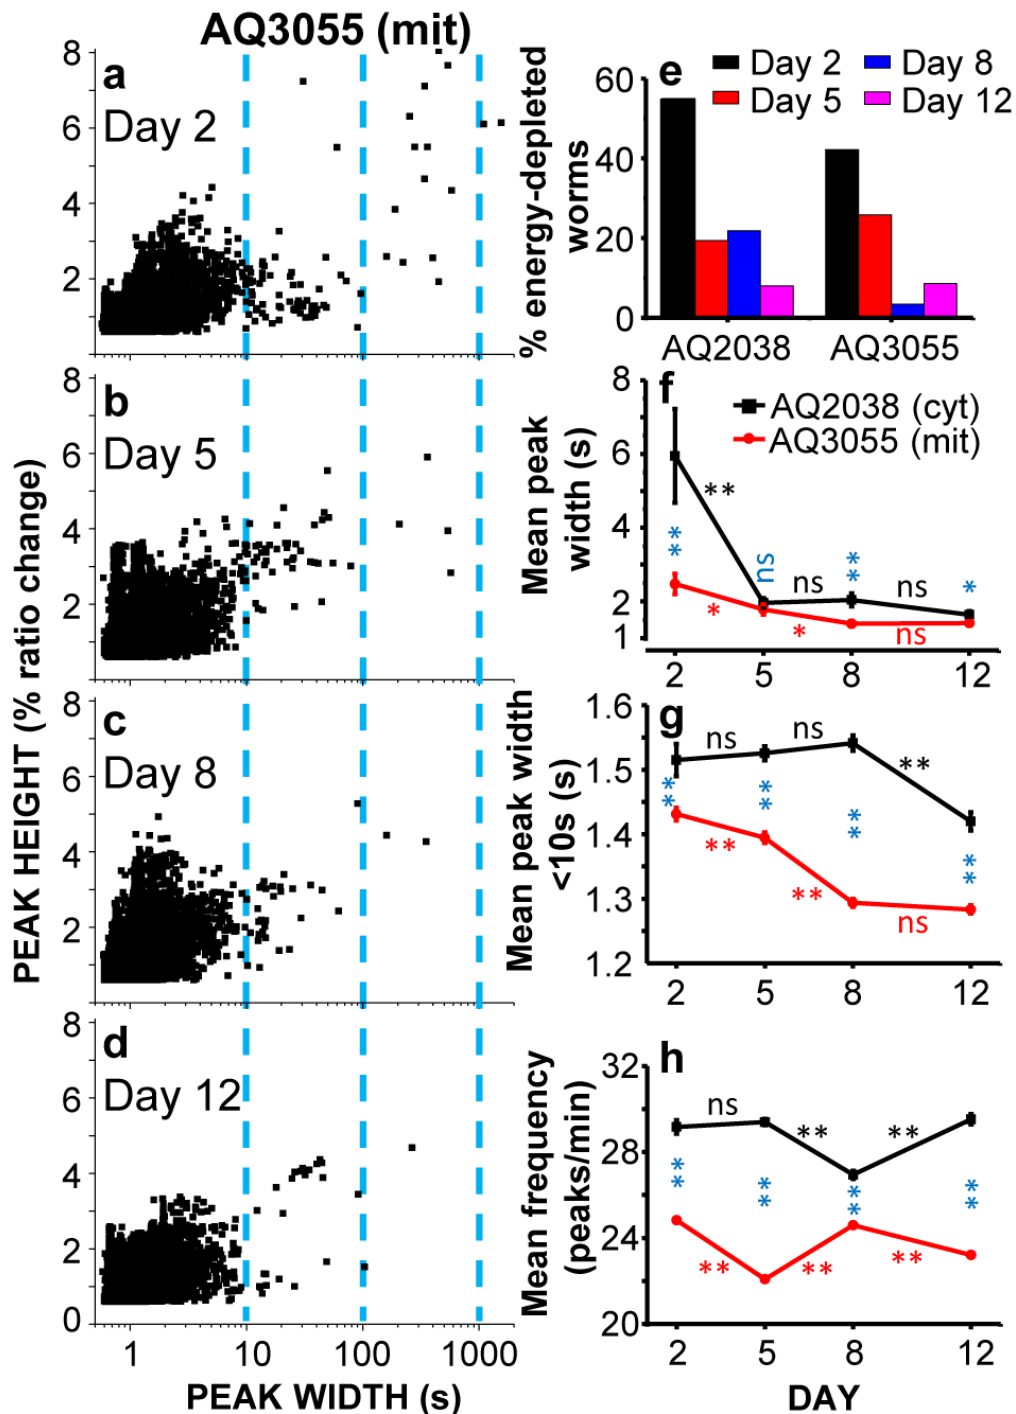 AQ3055 (mit)
a
Day 2
8
6
4
2
b
Day 5
8
6
4
2
c
Day 8
8
6
4
2
d
Day 12
8
6
4
2
0
1
10
100
1000
PEAK WIDTH (s)
PEAK HEIGHT (% ratio change)
e
Day 2
Day 8
Day 5
Day 12
% energy-depleted
worms
60
40
20
0
AQ2038
AQ3055
f
AQ2038 (cyt)
AQ3055 (mit)
Mean peak
width (s)
8
6
4
2
1
**
**
ns
ns
**
ns
*
*
*
ns
2
5
8
12
g
Mean peak width
<10s (s)
1.6
1.5
1.4
1.3
1.2
ns
ns
**
**
**
**
**
**
**
ns
2
5
8
12
h
Mean frequency
(peaks/min)
32
28
24
20
ns
**
**
**
**
**
**
**
**
**
2
5
8
12
DAY